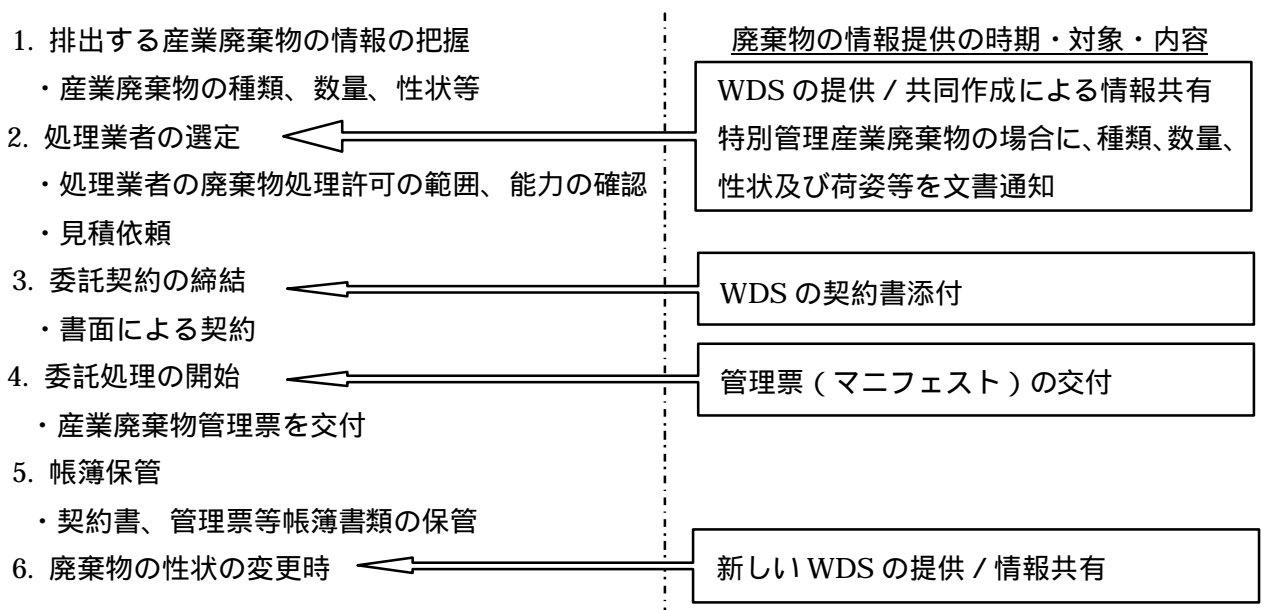 1. 排出する産業廃棄物の情報の把握
・産業廃棄物の種類、数量、性状等
2. 処理業者の選定
・処理業者の廃棄物処理許可の範囲、能力の確認
・見積依頼
3. 委託契約の締結
・書面による契約
4. 委託処理の開始
・産業廃棄物管理票を交付
5. 帳簿保管
・契約書、管理票等帳簿書類の保管
6. 廃棄物の性状の変更時
廃棄物の情報提供の時期・対象・内容
WDS の提供 / 共同作成による情報共有
特別管理産業廃棄物の場合に、種類、数量、
性状及び荷姿等を文書通知
WDS の契約書添付
管理票 ( マニフェスト ) の交付
新しい WDS の提供 / 情報共有